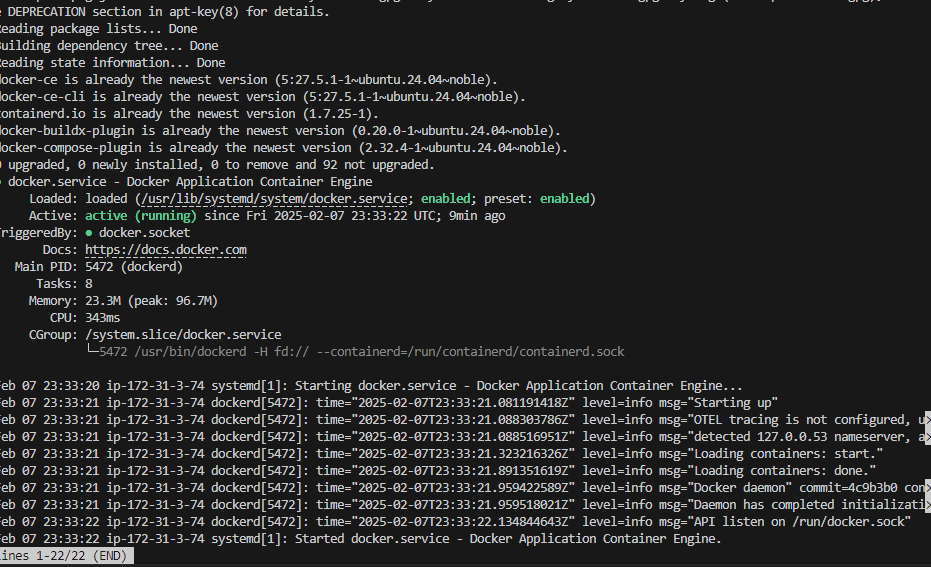 e DEPRECATION section in apt-key(8) for details.
eading package lists... Done
uilding dependency tree... Done
eading state information... Done
ocker-ce is already the newest version (5:27.5.1-1~ubuntu.24.04~noble).
ocker-ce-cli is already the newest version (5:27.5.1-1~ubuntu.24.04~noble).
ontainerd.io is already the newest version (1.7.25-1).
ocker-buildx-plugin is already the newest version (0.20.0-1~ubuntu.24.04~noble).
ocker-compose-plugin is already the newest version (2.32.4-1~ubuntu.24.04~noble).
0 upgraded, 0 newly installed, 0 to remove and 92 not upgraded.
● docker.service - Docker Application Container Engine
Loaded: loaded (/usr/lib/systemd/system/docker.service; enabled; preset: enabled)
Active: active (running) since Fri 2025-02-07 23:33:22 UTC; 9min ago
TriggeredBy: ● docker.socket
Docs: https://docs.docker.com
Main PID: 5472 (dockerd)
Tasks: 8
Memory: 23.3M (peak: 96.7M)
CPU: 343ms
CGroup: /system.slice/docker.service
└─5472 /usr/bin/dockerd -H fd:// --containerd=/run/containerd/containerd.sock
eb 07 23:33:20 ip-172-31-3-74 systemd[1]: Starting docker.service - Docker Application Container Engine...
eb 07 23:33:21 ip-172-31-3-74 dockerd[5472]: time="2025-02-07T23:33:21.081191418Z" level=info msg="Starting up"
eb 07 23:33:21 ip-172-31-3-74 dockerd[5472]: time="2025-02-07T23:33:21.088303786Z" level=info msg="OTEL tracing is not configured, u>
eb 07 23:33:21 ip-172-31-3-74 dockerd[5472]: time="2025-02-07T23:33:21.088516951Z" level=info msg="detected 127.0.0.53 nameserver, a>
eb 07 23:33:21 ip-172-31-3-74 dockerd[5472]: time="2025-02-07T23:33:21.323216326Z" level=info msg="Loading containers: start."
eb 07 23:33:21 ip-172-31-3-74 dockerd[5472]: time="2025-02-07T23:33:21.891351619Z" level=info msg="Loading containers: done."
eb 07 23:33:21 ip-172-31-3-74 dockerd[5472]: time="2025-02-07T23:33:21.959422589Z" level=info msg="Docker daemon" commit=4c9b3b0 con>
eb 07 23:33:21 ip-172-31-3-74 dockerd[5472]: time="2025-02-07T23:33:21.959518021Z" level=info msg="Daemon has completed initializati>
eb 07 23:33:22 ip-172-31-3-74 dockerd[5472]: time="2025-02-07T23:33:22.134844643Z" level=info msg="API listen on /run/docker.sock"
eb 07 23:33:22 ip-172-31-3-74 systemd[1]: Started docker.service - Docker Application Container Engine.
ines 1-22/22 (END)